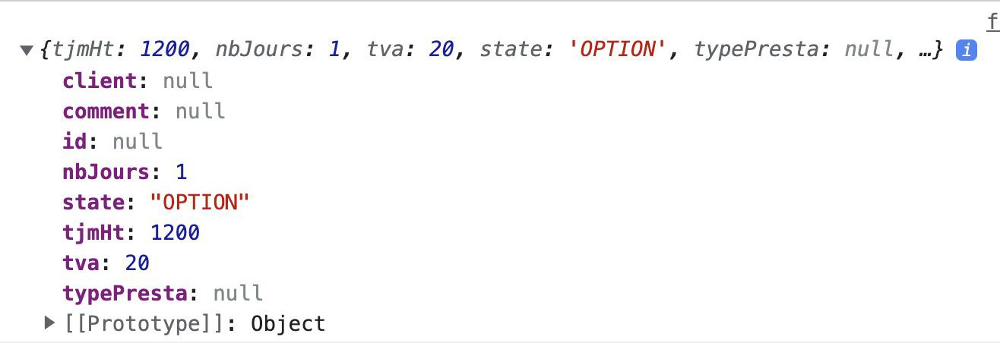 f
{tjmHt: 1200, nbJours: 1, tva: 20, state: 'OPTION', typePresta: null, …} i
client: null
comment: null
id: null
nbJours: 1
state: "OPTION"
tjmHt: 1200
tva: 20
typePresta: null
[[Prototype]]: Object